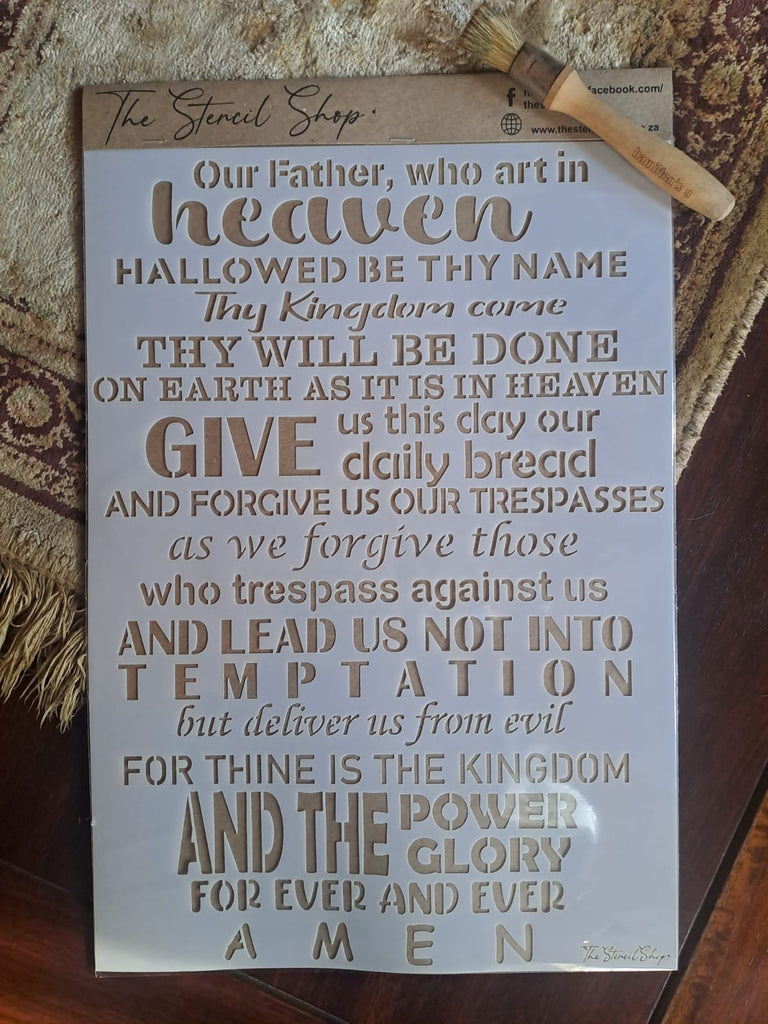 The Stencil Shop.
facebook.com/
www.thesten
.za
Our Father, who art in
heaven
HALLOWED BE THY NAME
Thy Kingdom come
THY WILL BE DONE
ON EARTH AS IT IS IN HEAVEN
GIVE us this day our
daily bread
AND FORGIVE US OUR TRESPASSES
as we forgive those
who trespass against us
AND LEAD US NOT INTO
TEMPTATION
but deliver us from evil
FOR THINE IS THE KINGDOM
AND THE POWER
GLORY
FOR EVER AND EVER
AMEN
The Stencil Shop.